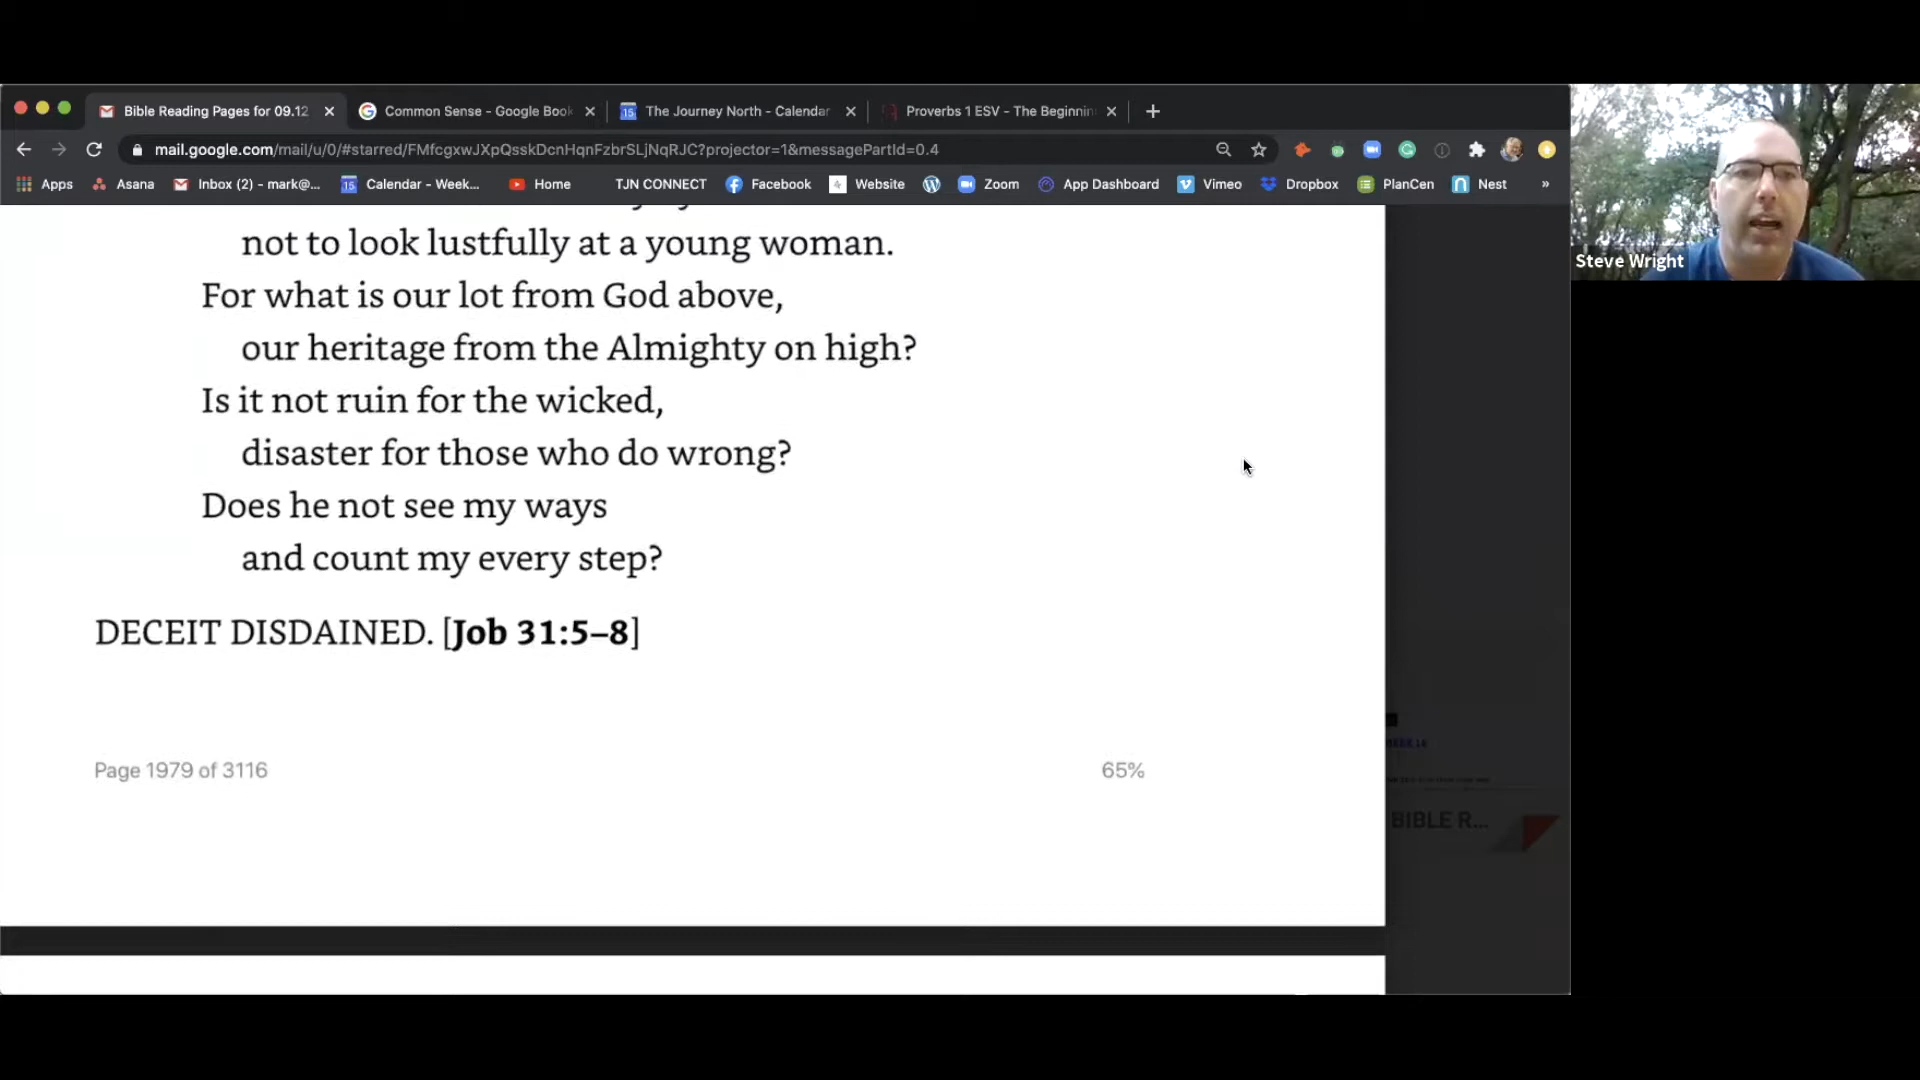 Bible Reading Pages for 09.12
Common Sense - Google Book
The Journey North - Calendar
Proverbs 1 ESV - The Beginnin
mail.google.com/mail/u/0/#starred/FMfcgxwJXpQsskDcnHqnFzbrSLjNqRJC?projector=1&messagePartId=0.4
Apps Asana Inbox (2) - mark@... 15 Calendar - Week... Home TJN CONNECT Facebook Website Zoom App Dashboard Vimeo Dropbox PlanCen Nest »
Steve Wright
not to look lustfully at a young woman.
For what is our lot from God above,
our heritage from the Almighty on high?
Is it not ruin for the wicked,
disaster for those who do wrong?
Does he not see my ways
and count my every step?
DECEIT DISDAINED. [Job 31:5–8]
Page 1979 of 3116 65%
BIBLE R...